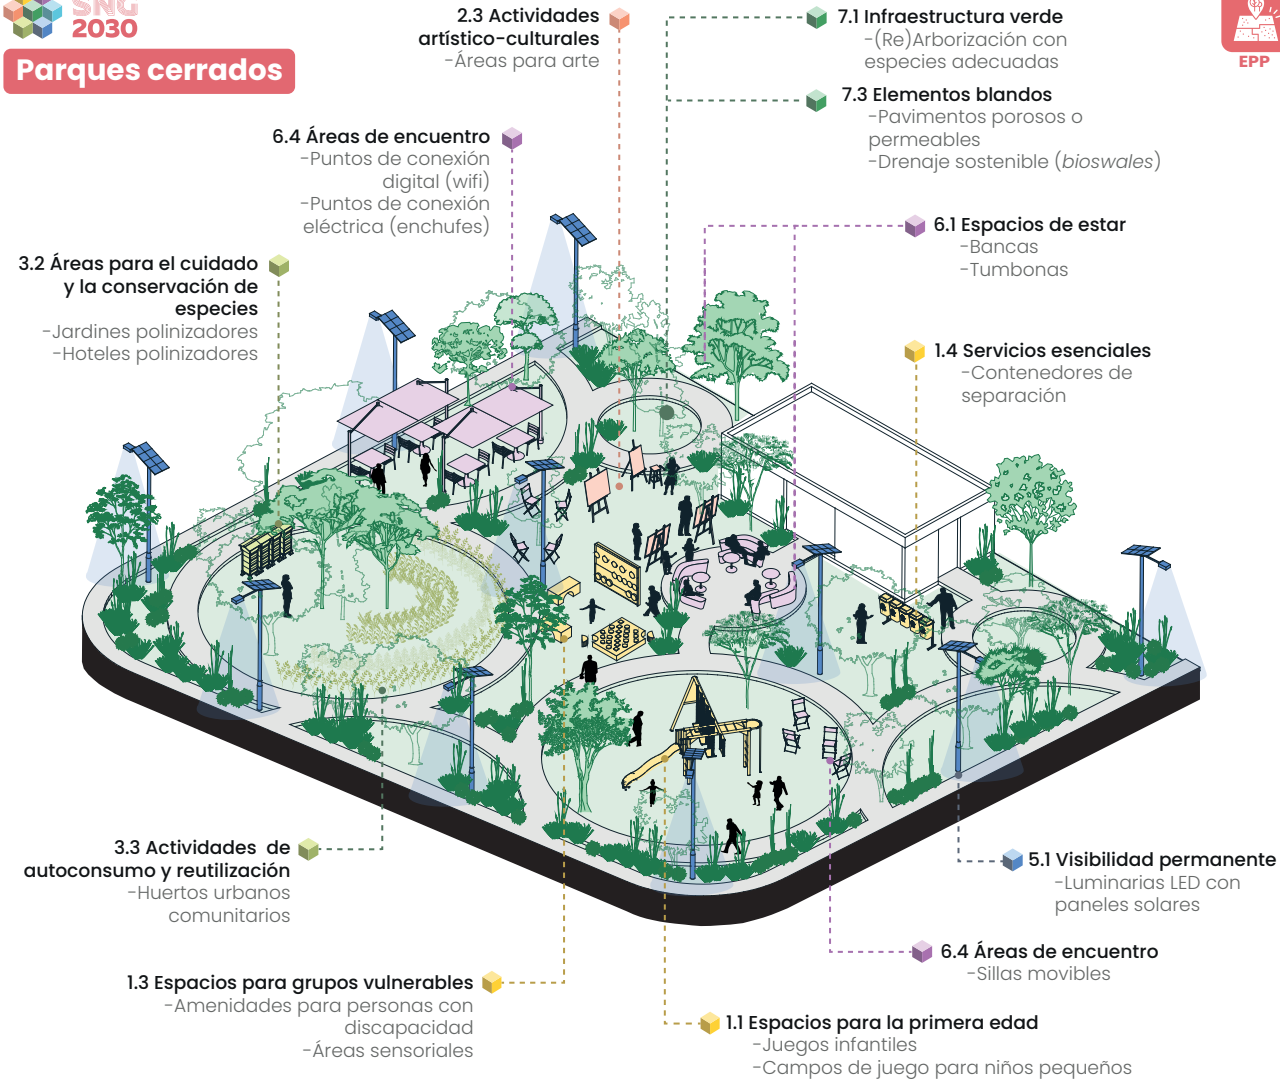 SNG
2030
Parques cerrados
EPP
2.3 Actividades
artístico-culturales
-Áreas para arte
7.1 Infraestructura verde
-(Re)Arborización con
especies adecuadas
7.3 Elementos blandos
-Pavimentos porosos o
permeables
-Drenaje sostenible (bioswales)
6.4 Áreas de encuentro
-Puntos de conexión
digital (wifi)
-Puntos de conexión
eléctrica (enchufes)
6.1 Espacios de estar
-Bancas
-Tumbonas
3.2 Áreas para el cuidado
y la conservación de
especies
-Jardines polinizadores
-Hoteles polinizadores
1.4 Servicios esenciales
-Contenedores de
separación
3.3 Actividades de
autoconsumo y reutilización
-Huertos urbanos
comunitarios
5.1 Visibilidad permanente
-Luminarias LED con
paneles solares
6.4 Áreas de encuentro
-Sillas movibles
1.3 Espacios para grupos vulnerables
-Amenidades para personas con
discapacidad
-Áreas sensoriales
1.1 Espacios para la primera edad
-Juegos infantiles
-Campos de juego para niños pequeños